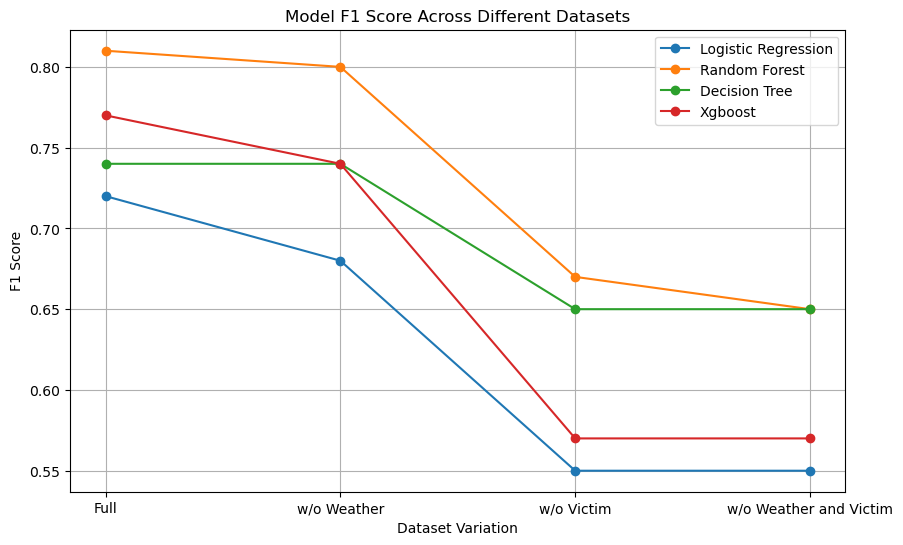 Model F1 Score Across Different Datasets
Logistic Regression
Random Forest
Decision Tree
Xgboost
F1 Score
0.80
0.75
0.70
0.65
0.60
0.55
Full
w/o Weather
w/o Victim
w/o Weather and Victim
Dataset Variation